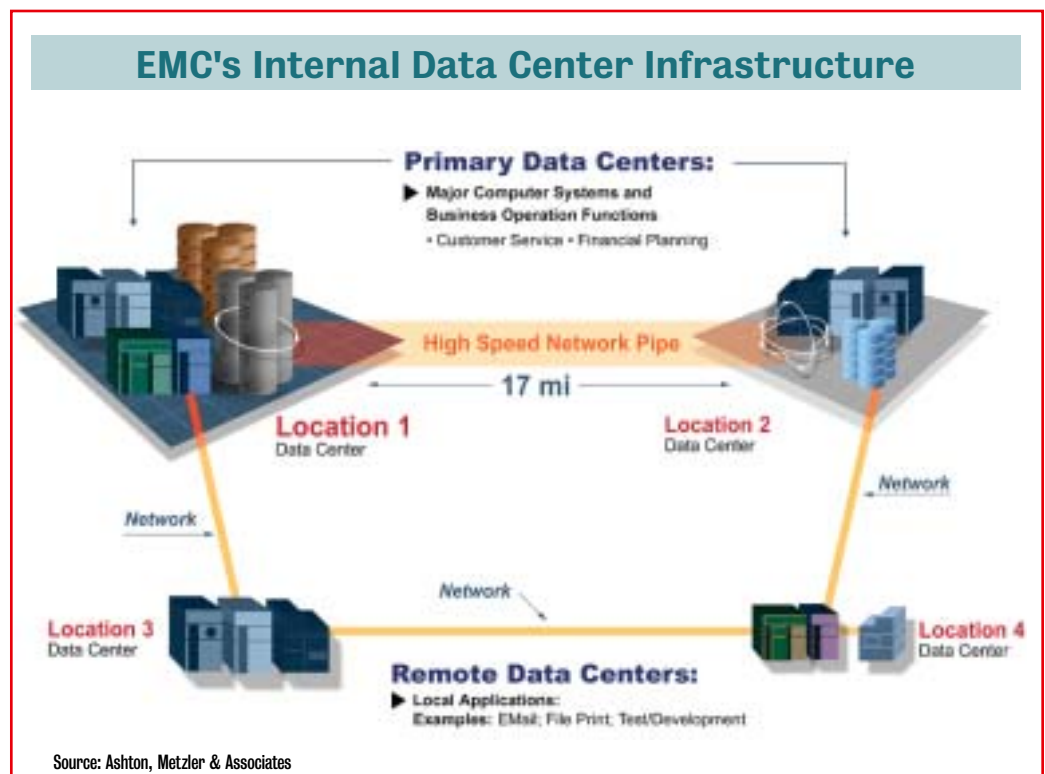 EMC's Internal Data Center Infrastructure
Primary Data Centers:
Major Computer Systems and
Business Operation Functions
• Customer Service • Financial Planning
High Speed Network Pipe
17 mi
Location 1
Data Center
Location 2
Data Center
Network
Network
Network
Location 3
Data Center
Location 4
Data Center
Remote Data Centers:
Local Applications:
Examples: EMail; File Print; Test/Development
Source: Ashton, Metzler & Associates